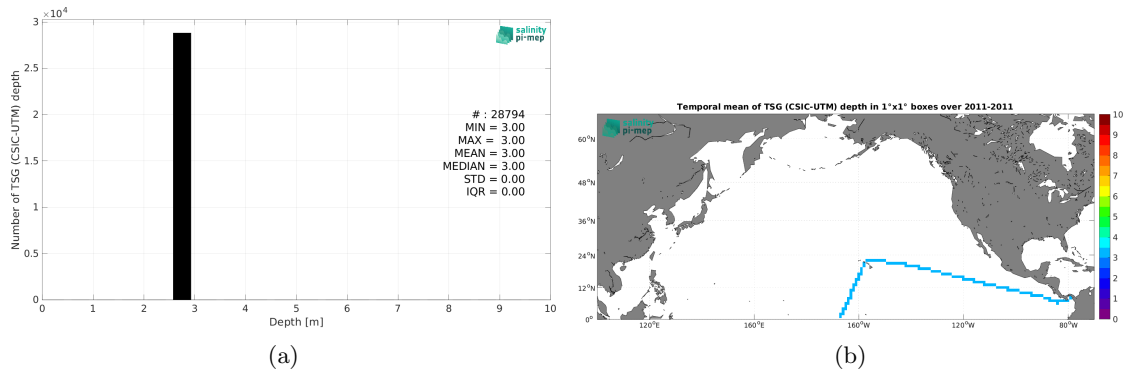 ×10⁴
3
2.5
2
1.5
1
0.5
0
Number of TSG (CSIC-UTM) depth
salinity
pi-mep
# : 28794
MIN = 3.00
MAX = 3.00
MEAN = 3.00
MEDIAN = 3.00
STD = 0.00
IQR = 0.00
0 1 2 3 4 5 6 7 8 9 10
Depth [m]
(a)
Temporal mean of TSG (CSIC-UTM) depth in 1°x1° boxes over 2011-2011
salinity
pi-mep
60°N
48°N
36°N
24°N
12°N
0°
120°E 160°E 160°W 120°W 80°W
10
9
8
7
6
5
4
3
2
1
0
(b)